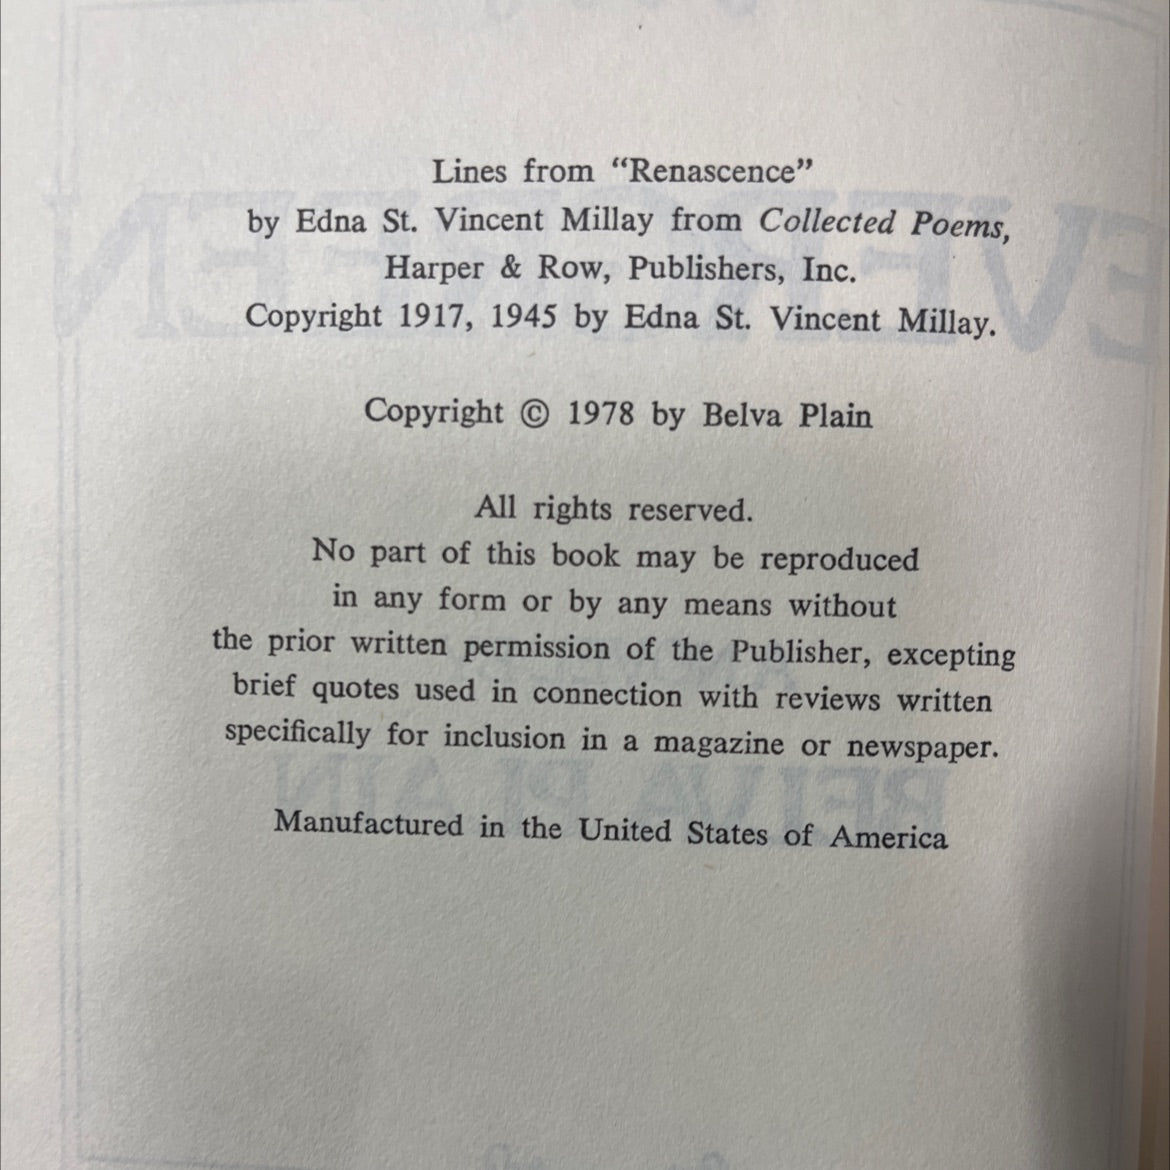 Lines from “Renascence”
by Edna St. Vincent Millay from Collected Poems,
Harper & Row, Publishers, Inc.
Copyright 1917, 1945 by Edna St. Vincent Millay.
Copyright © 1978 by Belva Plain
All rights reserved.
No part of this book may be reproduced
in any form or by any means without
the prior written permission of the Publisher, excepting
brief quotes used in connection with reviews written
specifically for inclusion in a magazine or newspaper.
Manufactured in the United States of America
EVERGREEN
BELVA PLAIN